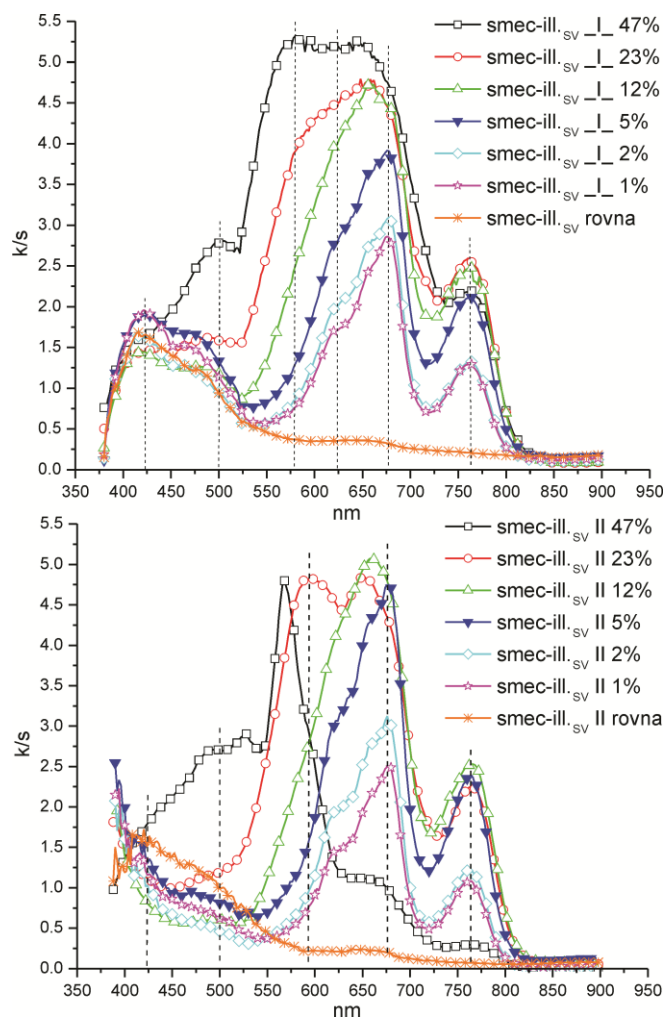 smec-ill.SV _I_ 47%
smec-ill.SV _I_ 23%
smec-ill.SV _I_ 12%
smec-ill.SV _I_ 5%
smec-ill.SV _I_ 2%
smec-ill.SV _I_ 1%
smec-ill.SV rovna
k/s
5.5
5.0
4.5
4.0
3.5
3.0
2.5
2.0
1.5
1.0
0.5
0.0
350 400 450 500 550 600 650 700 750 800 850 900 950
nm
smec-ill.SV II 47%
smec-ill.SV II 23%
smec-ill.SV II 12%
smec-ill.SV II 5%
smec-ill.SV II 2%
smec-ill.SV II 1%
smec-ill.SV II rovna
k/s
5.5
5.0
4.5
4.0
3.5
3.0
2.5
2.0
1.5
1.0
0.5
0.0
350 400 450 500 550 600 650 700 750 800 850 900 950
nm